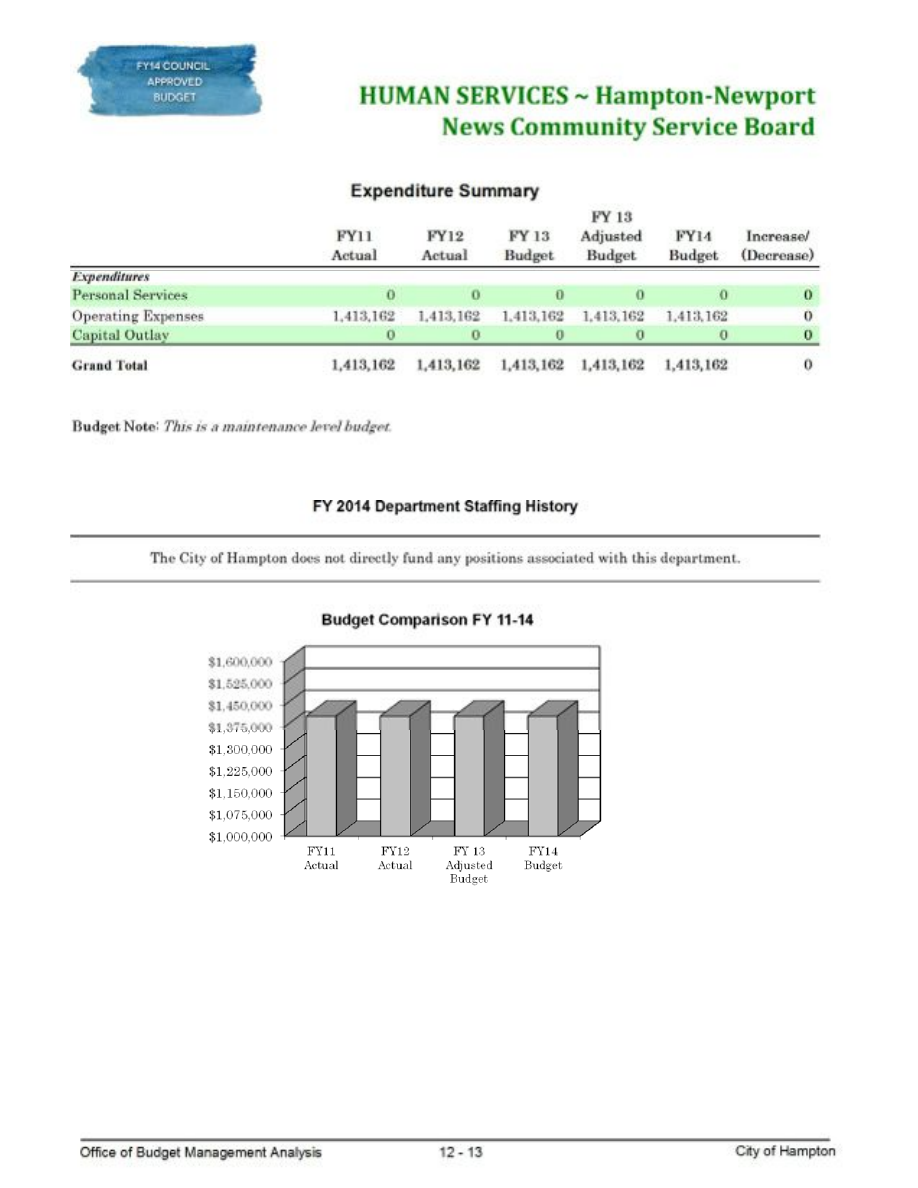 FY14 COUNCIL
APPROVED
BUDGET
HUMAN SERVICES ~ Hampton-Newport
News Community Service Board
Expenditure Summary
FY11 Actual FY12 Actual FY 13 Budget FY 13 Adjusted Budget FY14 Budget Increase/ (Decrease)
Expenditures
Personal Services 0 0 0 0 0 0
Operating Expenses 1,413,162 1,413,162 1,413,162 1,413,162 1,413,162 0
Capital Outlay 0 0 0 0 0 0
Grand Total 1,413,162 1,413,162 1,413,162 1,413,162 1,413,162 0
Budget Note: This is a maintenance level budget.
FY 2014 Department Staffing History
The City of Hampton does not directly fund any positions associated with this department.
Budget Comparison FY 11-14
$1,600,000
$1,525,000
$1,450,000
$1,375,000
$1,300,000
$1,225,000
$1,150,000
$1,075,000
$1,000,000
FY11 Actual
FY12 Actual
FY 13 Adjusted Budget
FY14 Budget
Office of Budget Management Analysis 12 - 13 City of Hampton